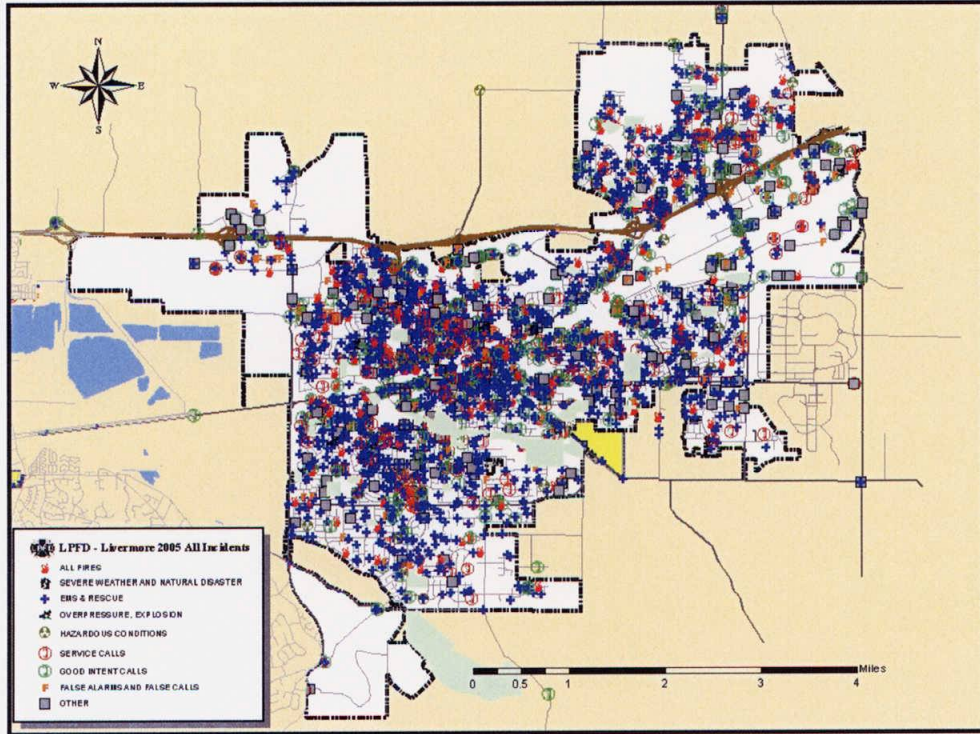 N
W E
S
LPFD - Livermore 2005 All Incidents
ALL FIRES
SEVERE WEATHER AND NATURAL DISASTER
EMS & RESCUE
OVERPRESSURE, EXPLOSION
HAZARDOUS CONDITIONS
SERVICE CALLS
GOOD INTENT CALLS
FALSE ALARMS AND FALSE CALLS
OTHER
Miles
0 0.5 1 2 3 4